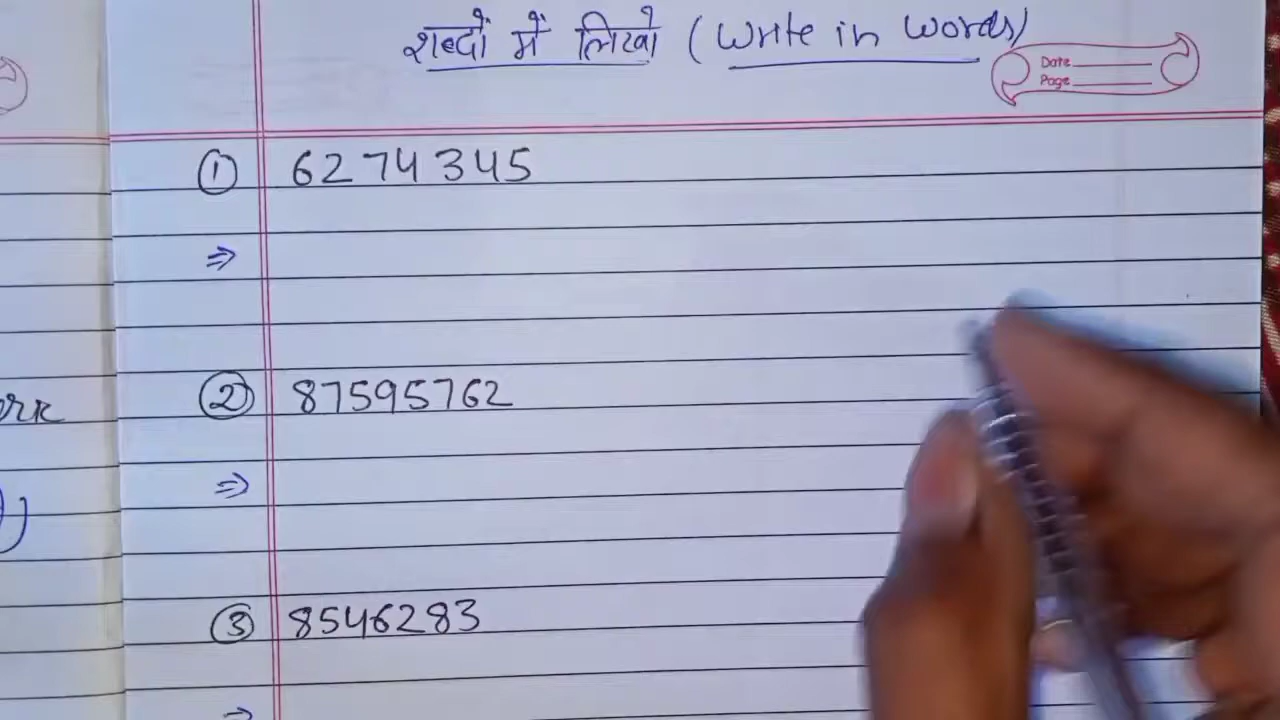 शब्दों में लिखो (Write in words)
Date
Page
① 6274345
⇒
② 87595762
⇒
③ 8546283
⇒